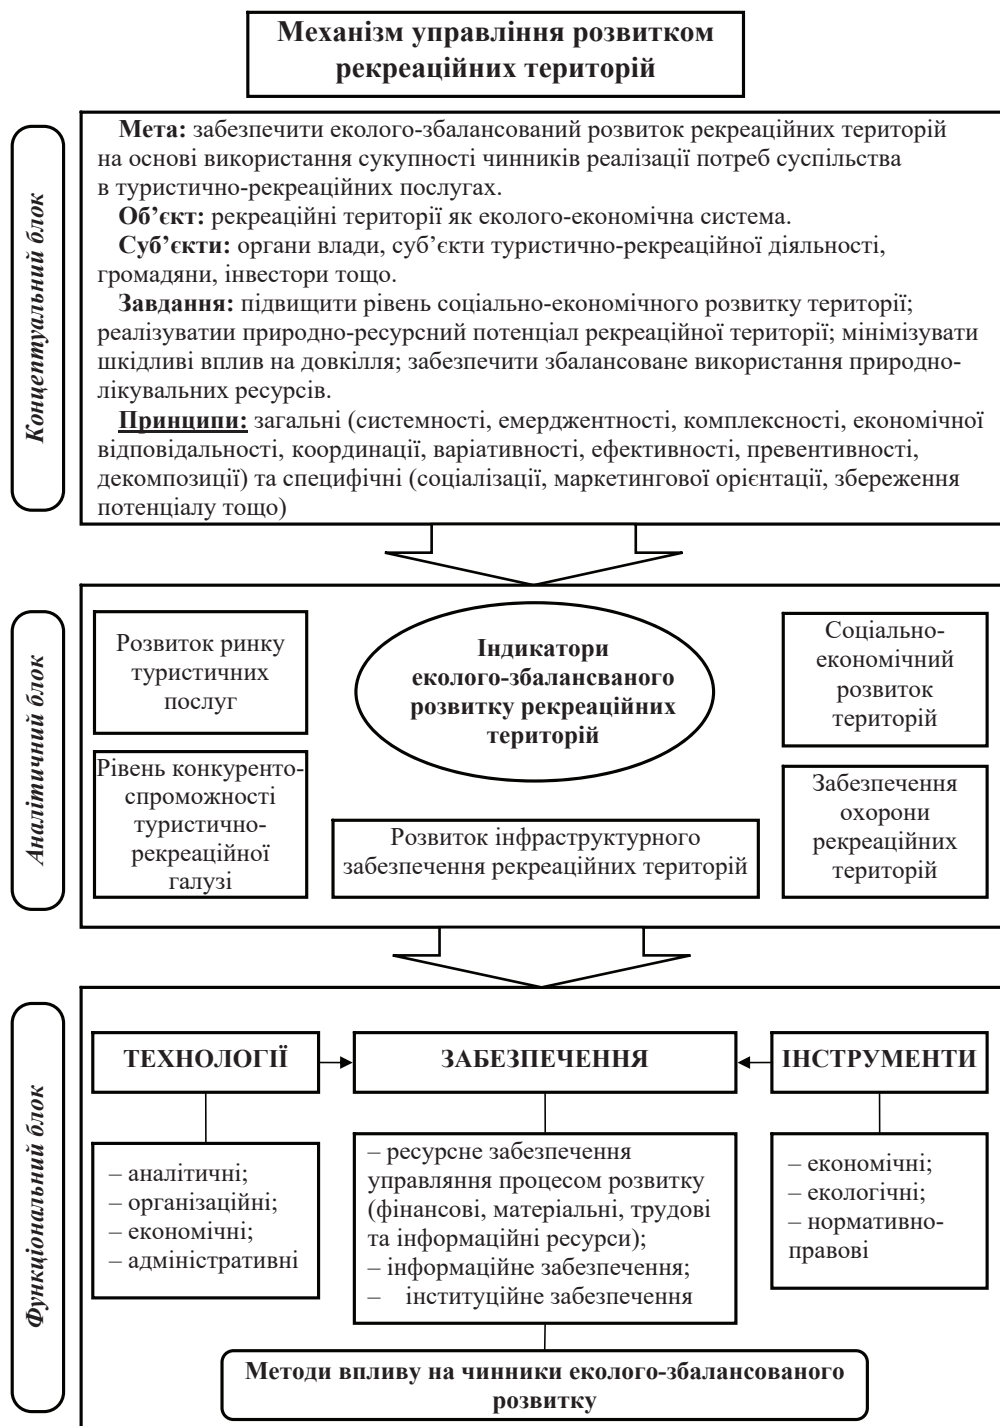 Механізм управління розвитком
рекреаційних територій
Концептуальний блок
Мета: забезпечити еколого-збалансований розвиток рекреаційних територій
на основі використання сукупності чинників реалізації потреб суспільства
в туристично-рекреаційних послугах.
Об’єкт: рекреаційні території як еколого-економічна система.
Суб’єкти: органи влади, суб’єкти туристично-рекреаційної діяльності,
громадяни, інвестори тощо.
Завдання: підвищити рівень соціально-економічного розвитку території;
реалізуватии природно-ресурсний потенціал рекреаційної території; мінімізувати
шкідливі вплив на довкілля; забезпечити збалансоване використання природно-
лікувальних ресурсів.
Принципи: загальні (системності, емерджентності, комплексності, економічної
відповідальності, координації, варіативності, ефективності, превентивності,
декомпозиції) та специфічні (соціалізації, маркетингової орієнтації, збереження
потенціалу тощо)
Аналітичний блок
Розвиток ринку
туристичних
послуг
Рівень конкуренто-
спроможності
туристично-
рекреаційної
галузі
Індикатори
еколого-збалансваного
розвитку рекреаційних
територій
Розвиток інфраструктурного
забезпечення рекреаційних територій
Соціально-
економічний
розвиток
територій
Забезпечення
охорони
рекреаційних
територій
Функціональний блок
ТЕХНОЛОГІЇ
– аналітичні;
– організаційні;
– економічні;
– адміністративні
ЗАБЕЗПЕЧЕННЯ
– ресурсне забезпечення
управляння процесом розвитку
(фінансові, матеріальні, трудові
та інформаційні ресурси);
– інформаційне забезпечення;
– інституційне забезпечення
ІНСТРУМЕНТИ
– економічні;
– екологічні;
– нормативно-
правові
Методи впливу на чинники еколого-збалансованого
розвитку